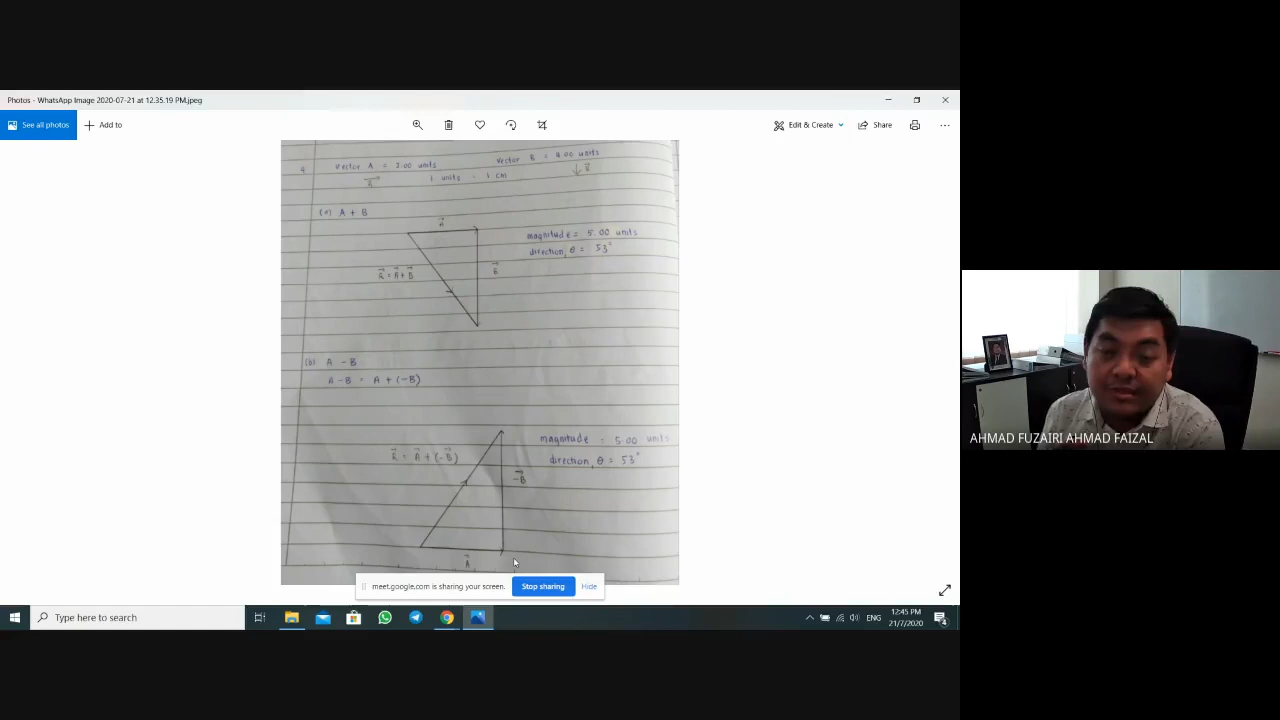 Photos - WhatsApp Image 2020-07-21 at 12.35.19 PM.jpeg
See all photos
Add to
Edit & Create
Share
4
Vector A = 3.00 units
Vector B = 4.00 units
A
1 units = 1 cm
B
(a) A + B
A
magnitude = 5.00 units
direction, θ = 53°
R = A + B
B
(b) A - B
A - B = A + (-B)
magnitude = 5.00 units
R = A + (-B)
direction, θ = 53°
-B
A
meet.google.com is sharing your screen.
Stop sharing
Hide
AHMAD FUZAIRI AHMAD FAIZAL
Type here to search
ENG
12:45 PM
21/7/2020
4